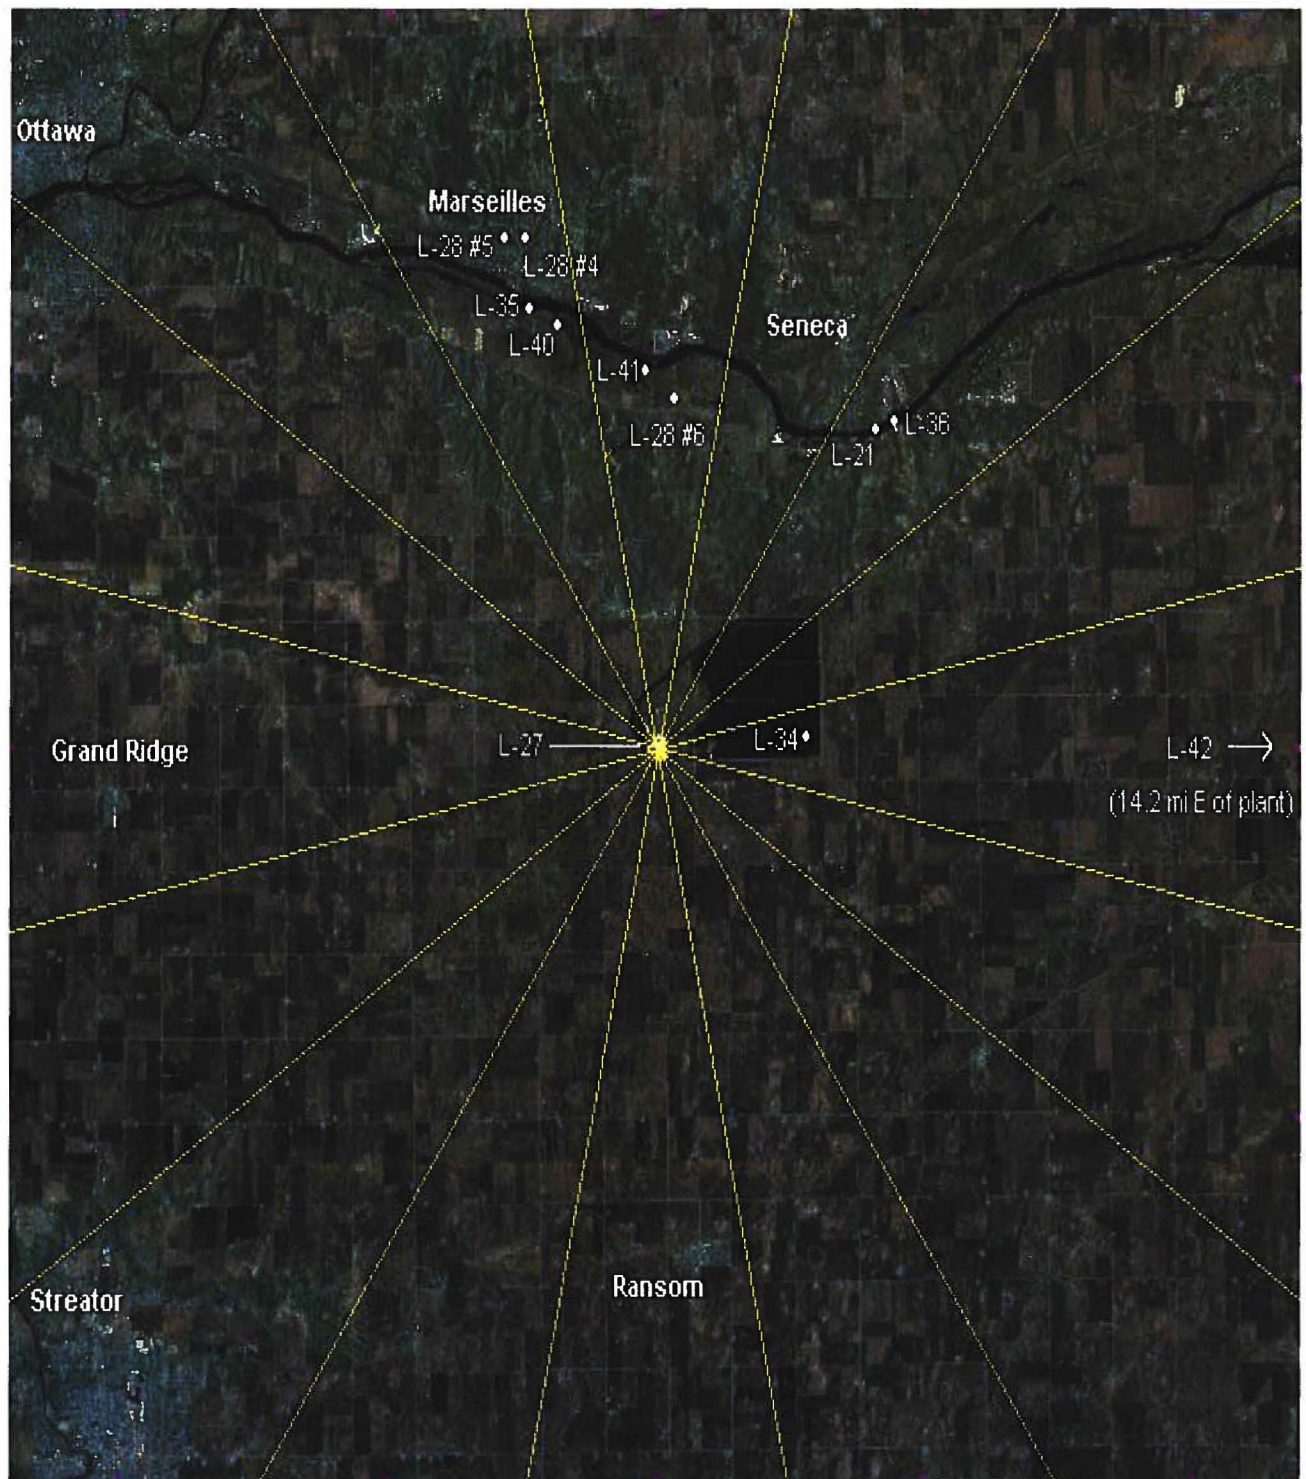 Ottawa
Marseilles
L-28 #5
L-28 #4
L-35
L-40
Seneca
L-41
L-28 #6
L-36
L-21
L-27
L-34
L-42
Grand Ridge
(14.2 mi E of plant)
Ransom
Streator